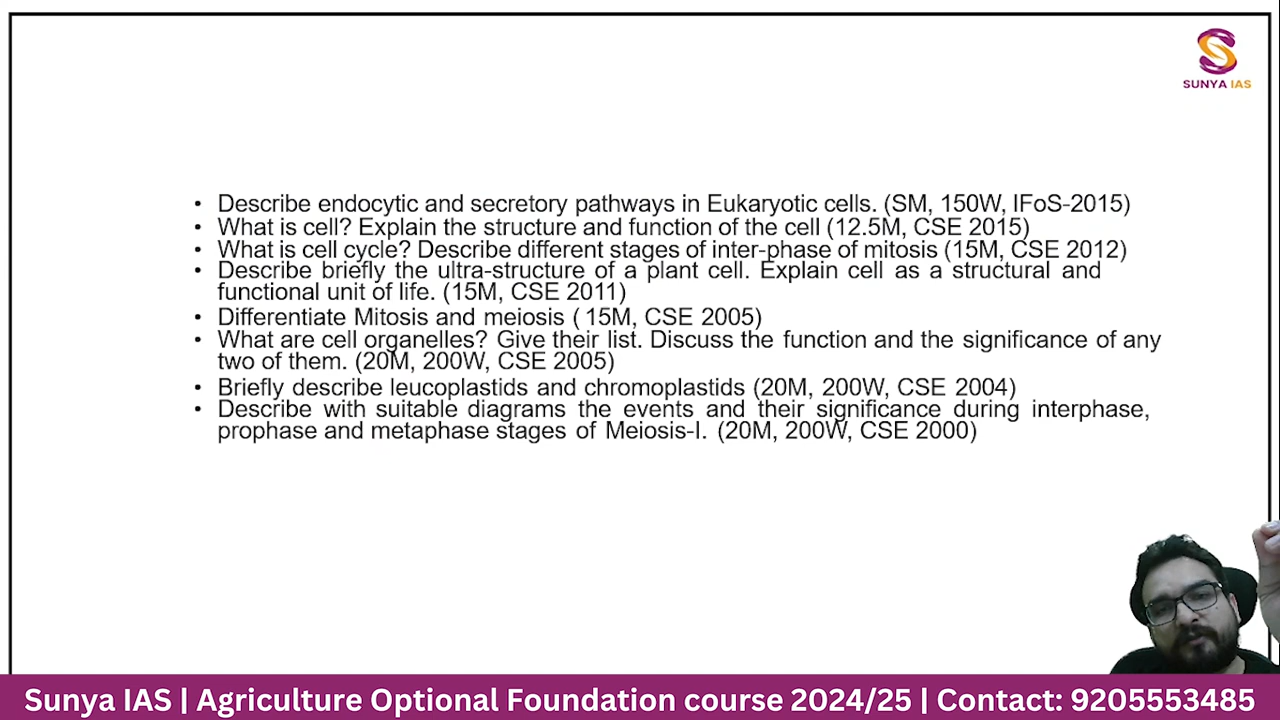 SUNYA IAS
• Describe endocytic and secretory pathways in Eukaryotic cells. (SM, 150W, IFoS-2015)
• What is cell? Explain the structure and function of the cell (12.5M, CSE 2015)
• What is cell cycle? Describe different stages of inter-phase of mitosis (15M, CSE 2012)
• Describe briefly the ultra-structure of a plant cell. Explain cell as a structural and
functional unit of life. (15M, CSE 2011)
• Differentiate Mitosis and meiosis ( 15M, CSE 2005)
• What are cell organelles? Give their list. Discuss the function and the significance of any
two of them. (20M, 200W, CSE 2005)
• Briefly describe leucoplastids and chromoplastids (20M, 200W, CSE 2004)
• Describe with suitable diagrams the events and their significance during interphase,
prophase and metaphase stages of Meiosis-I. (20M, 200W, CSE 2000)
Sunya IAS | Agriculture Optional Foundation course 2024/25 | Contact: 9205553485